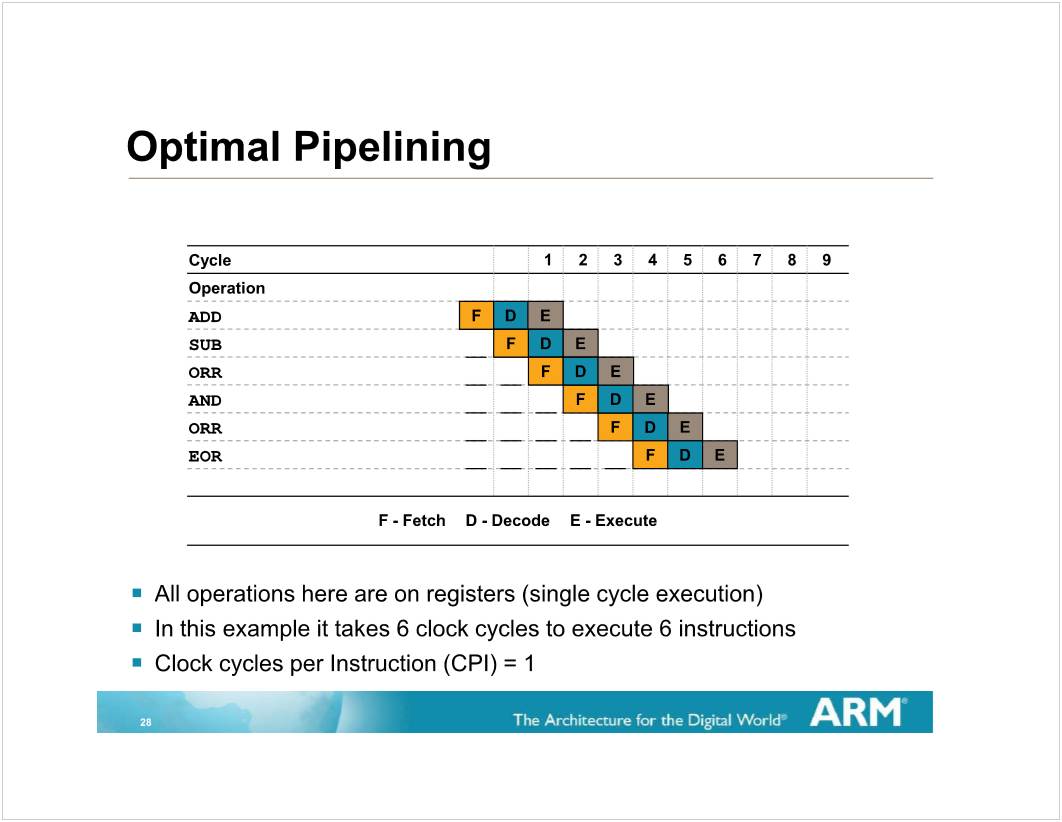 Optimal Pipelining
Cycle 1 2 3 4 5 6 7 8 9
Operation
ADD F D E
SUB F D E
ORR F D E
AND F D E
ORR F D E
EOR F D E
F - Fetch D - Decode E - Execute
All operations here are on registers (single cycle execution)
In this example it takes 6 clock cycles to execute 6 instructions
Clock cycles per Instruction (CPI) = 1
28 The Architecture for the Digital World® ARM®